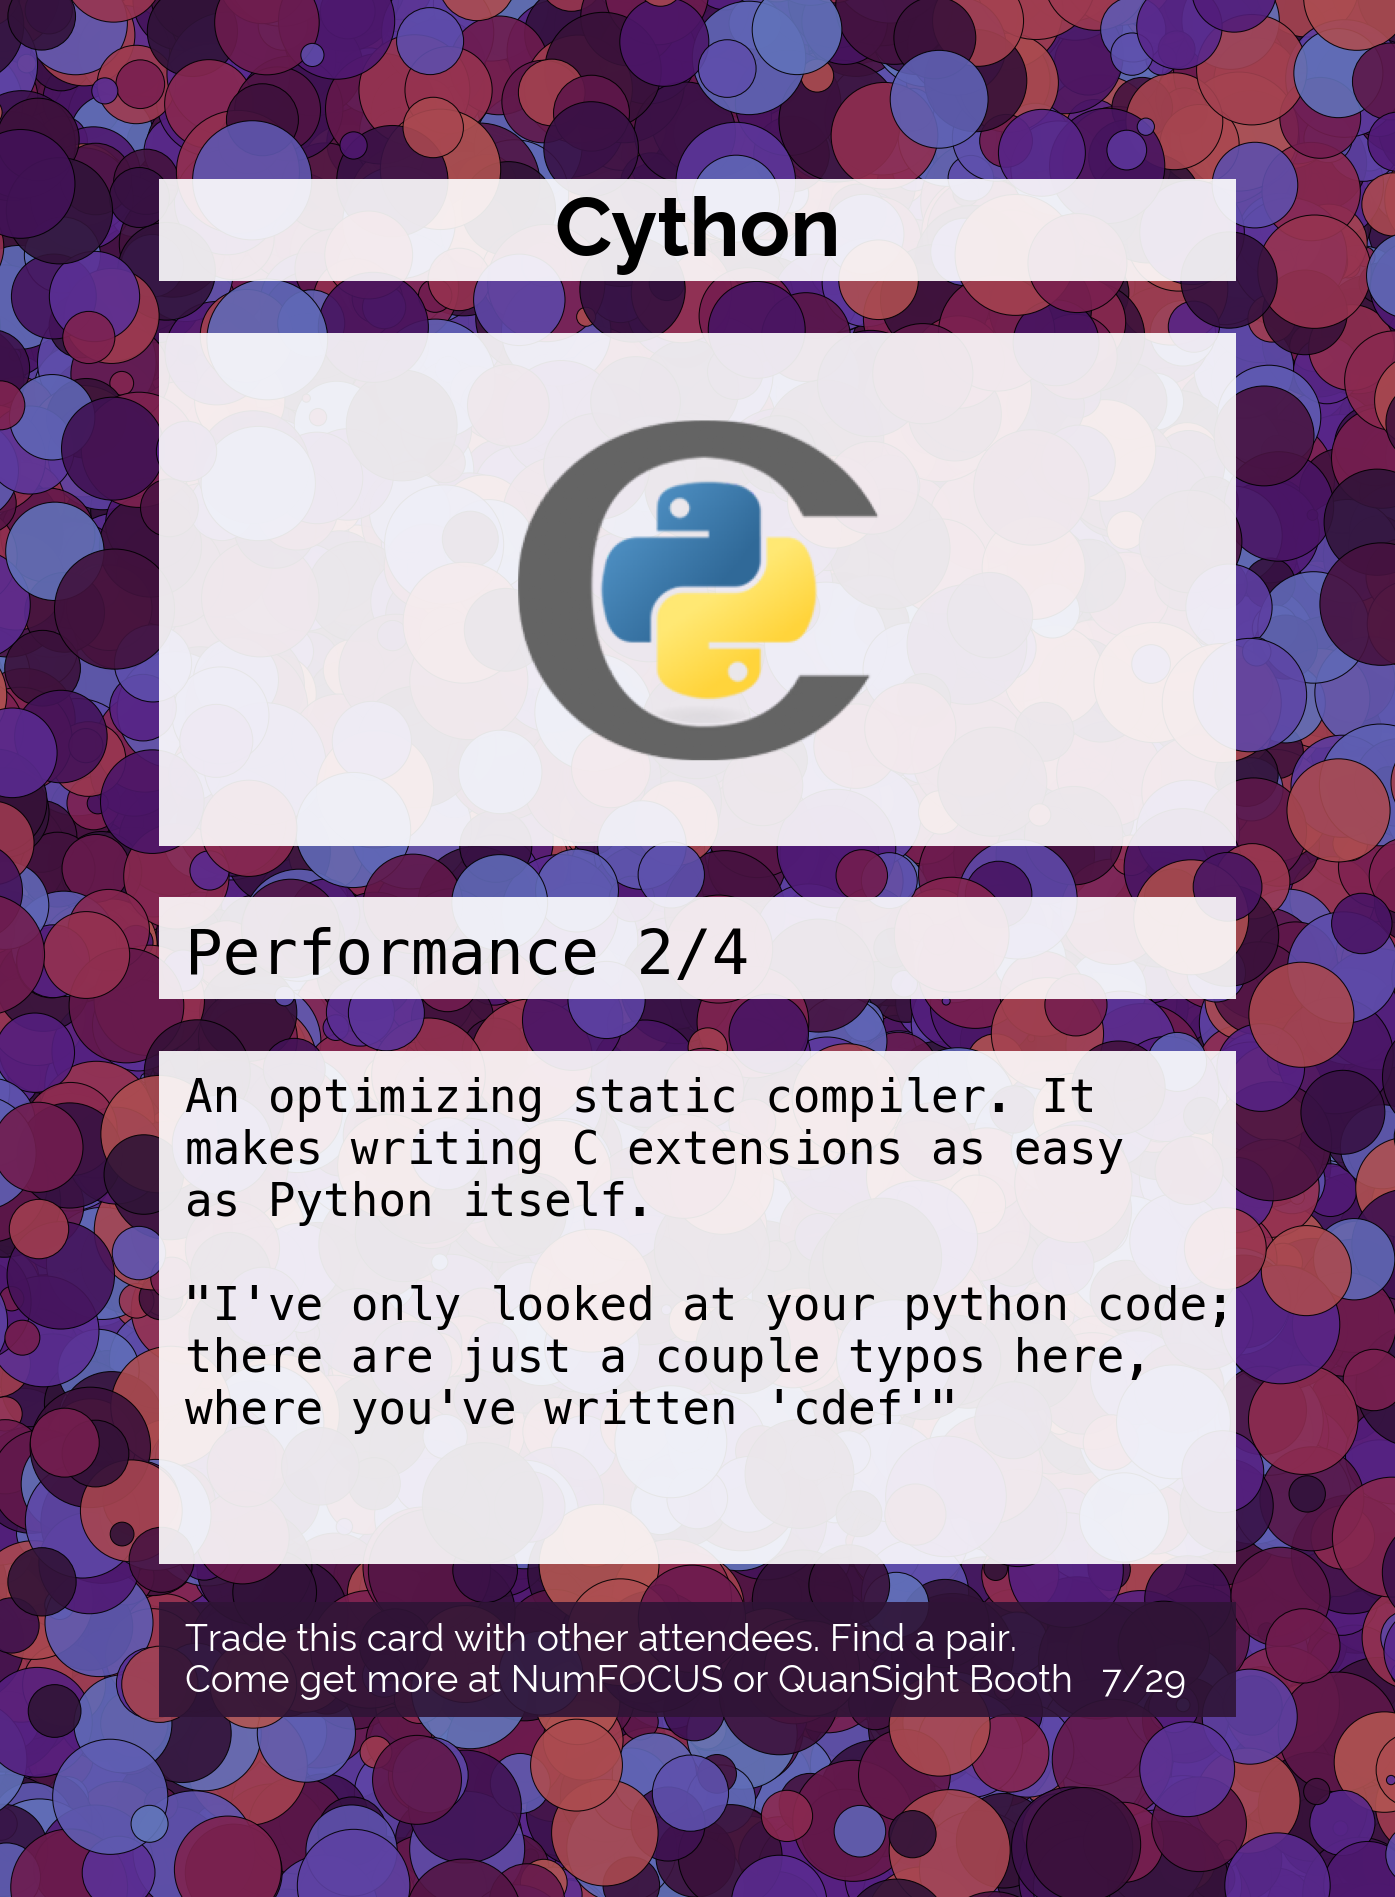 Cython
Performance 2/4
An optimizing static compiler. It
makes writing C extensions as easy
as Python itself.
"I've only looked at your python code;
there are just a couple typos here,
where you've written 'cdef'"
Trade this card with other attendees. Find a pair.
Come get more at NumFOCUS or QuanSight Booth 7/29